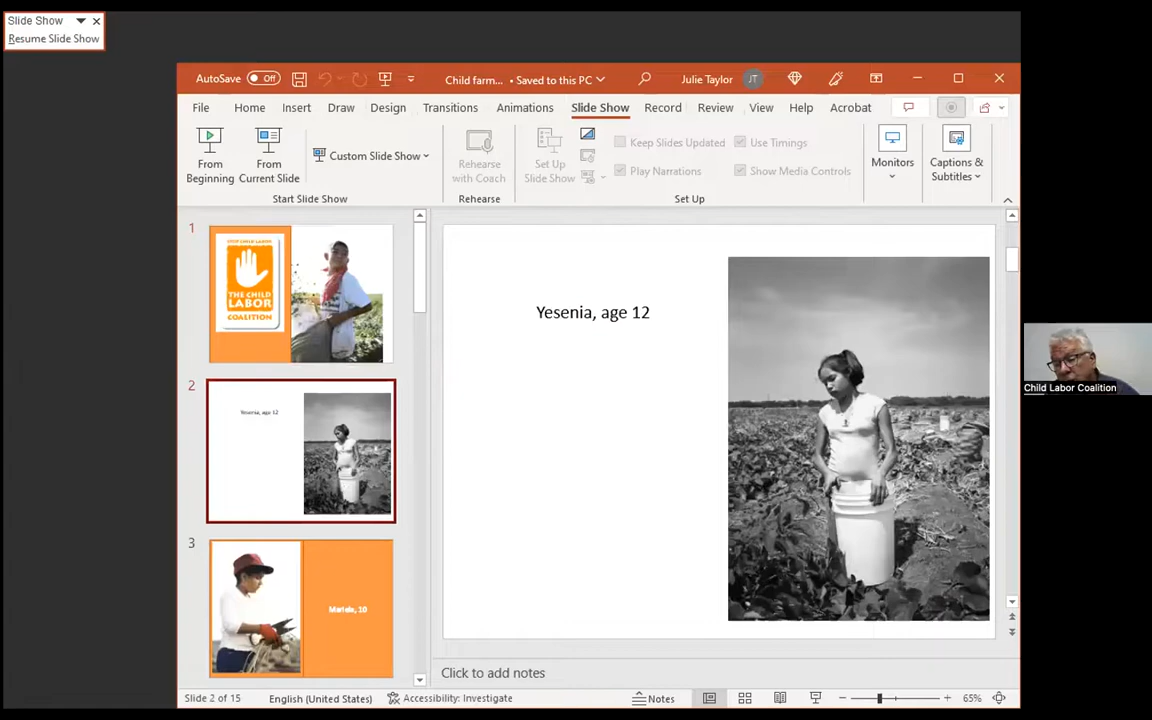 Slide Show
Resume Slide Show
AutoSave Off
Child farm... • Saved to this PC
Julie Taylor JT
File Home Insert Draw Design Transitions Animations Slide Show Record Review View Help Acrobat
From Beginning
From Current Slide
Custom Slide Show
Start Slide Show
Rehearse with Coach
Rehearse
Set Up Slide Show
Keep Slides Updated
Play Narrations
Use Timings
Show Media Controls
Set Up
Monitors
Captions & Subtitles
1
STOP CHILD LABOR
THE CHILD
LABOR
COALITION
2
Yesenia, age 12
3
Mariela, 10
Yesenia, age 12
Click to add notes
Slide 2 of 15
English (United States)
Accessibility: Investigate
Notes
65%
Child Labor Coalition